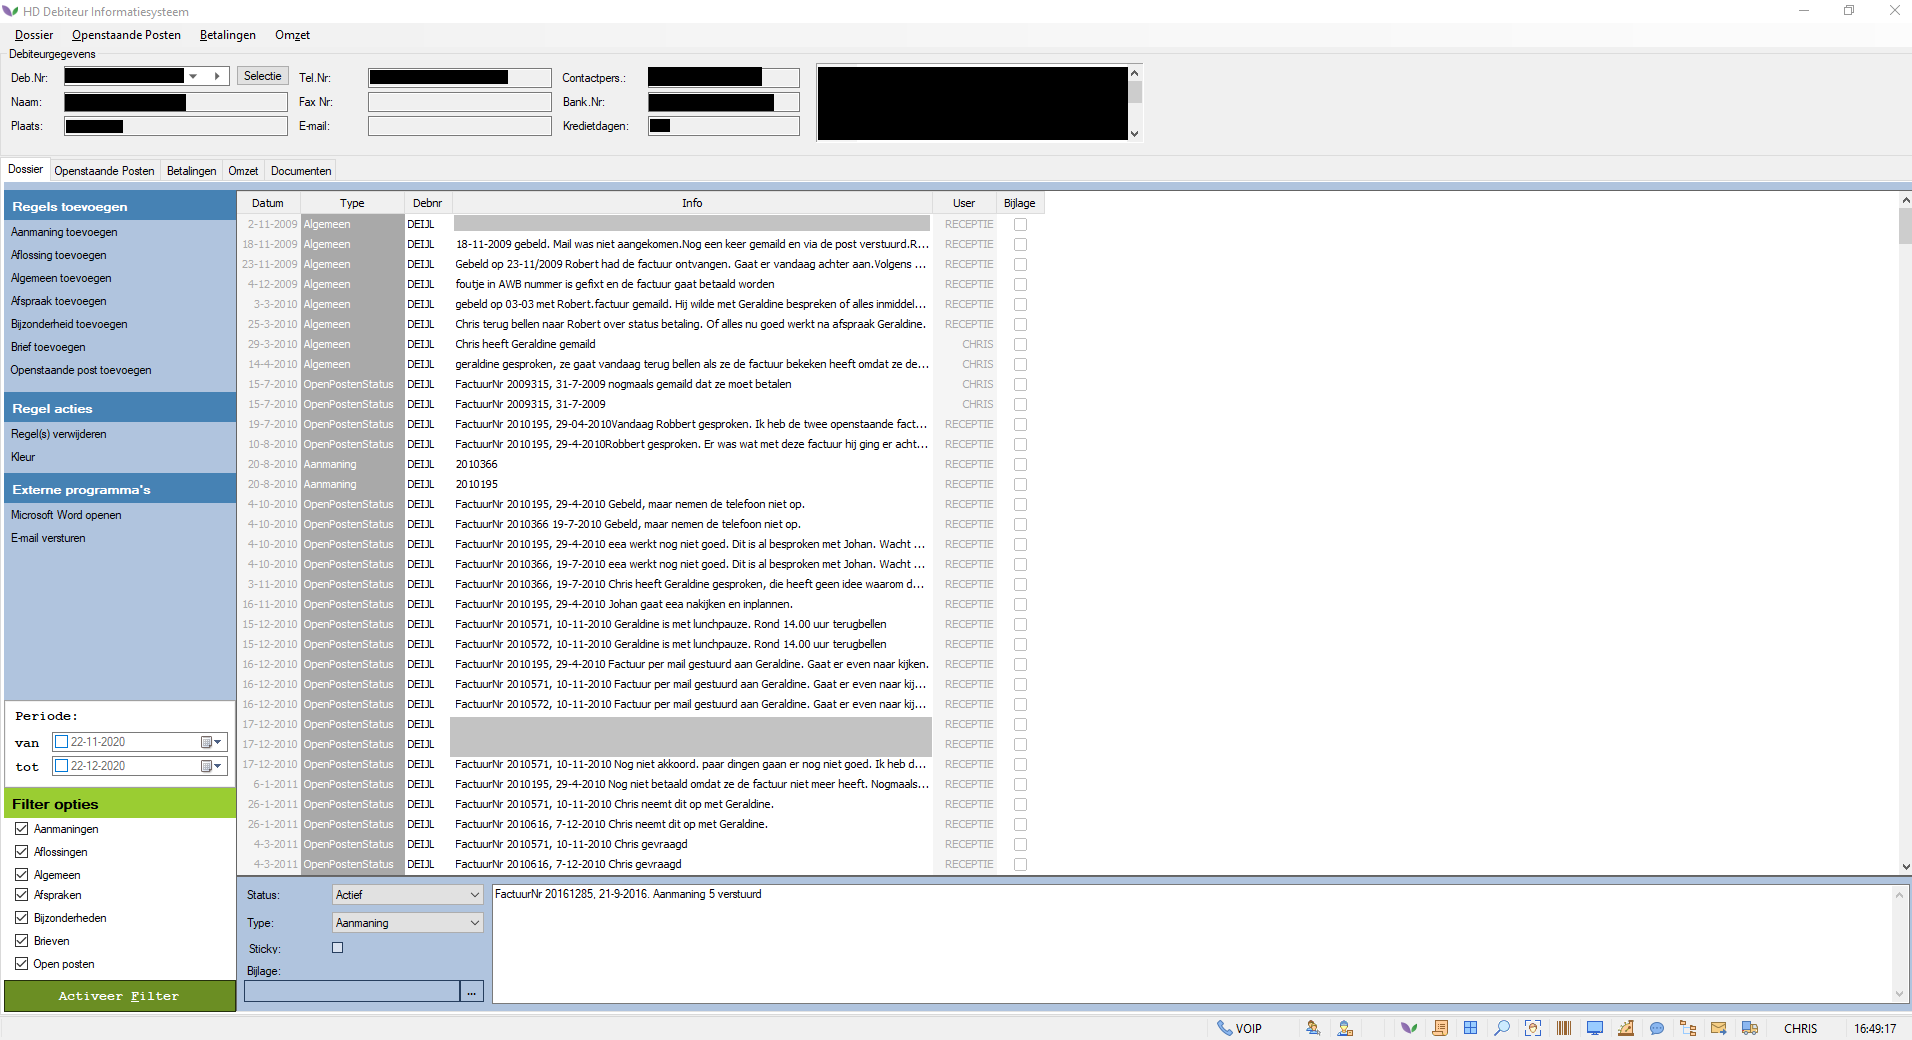 HD Debiteur Informatiesysteem
Dossier Openstaande Posten Betalingen Omzet
Debiteurgegevens
Deb.Nr: Selectie Tel.Nr: Contactpers.:
Naam: Fax Nr: Bank.Nr:
Plaats: E-mail: Kredietdagen:
Dossier Openstaande Posten Betalingen Omzet Documenten
Regels toevoegen
Aanmaning toevoegen
Aflossing toevoegen
Algemeen toevoegen
Afspraak toevoegen
Bijzonderheid toevoegen
Brief toevoegen
Openstaande post toevoegen
Regel acties
Regel(s) verwijderen
Kleur
Externe programma's
Microsoft Word openen
E-mail versturen
Periode:
van 22-11-2020
tot 22-12-2020
Filter opties
Aanmaningen
Aflossingen
Algemeen
Afspraken
Bijzonderheden
Brieven
Open posten
Activeer Filter
Datum Type Debnr Info User Bijlage
2-11-2009 Algemeen DEIJL RECEPTIE
18-11-2009 Algemeen DEIJL 18-11-2009 gebeld. Mail was niet aangekomen.Nog een keer gemaild en via de post verstuurd.R... RECEPTIE
23-11-2009 Algemeen DEIJL Gebeld op 23-11/2009 Robert had de factuur ontvangen. Gaat er vandaag achter aan.Volgens ... RECEPTIE
4-12-2009 Algemeen DEIJL foutje in AWB nummer is gefixt en de factuur gaat betaald worden RECEPTIE
3-3-2010 Algemeen DEIJL gebeld op 03-03 met Robert.factuur gemaild. Hij wilde met Geraldine bespreken of alles inmiddel... RECEPTIE
25-3-2010 Algemeen DEIJL Chris terug bellen naar Robert over status betaling. Of alles nu goed werkt na afspraak Geraldine. RECEPTIE
29-3-2010 Algemeen DEIJL Chris heeft Geraldine gemaild CHRIS
14-4-2010 Algemeen DEIJL geraldine gesproken, ze gaat vandaag terug bellen als ze de factuur bekeken heeft omdat ze de... CHRIS
15-7-2010 OpenPostenStatus DEIJL FactuurNr 2009315, 31-7-2009 nogmaals gemaild dat ze moet betalen CHRIS
15-7-2010 OpenPostenStatus DEIJL FactuurNr 2009315, 31-7-2009 CHRIS
19-7-2010 OpenPostenStatus DEIJL FactuurNr 2010195, 29-04-2010Vandaag Robbert gesproken. Ik heb de twee openstaande fact... RECEPTIE
10-8-2010 OpenPostenStatus DEIJL FactuurNr 2010195, 29-4-2010Robbert gesproken. Er was wat met deze factuur hij ging er acht... RECEPTIE
20-8-2010 Aanmaning DEIJL 2010366 RECEPTIE
20-8-2010 Aanmaning DEIJL 2010195 RECEPTIE
4-10-2010 OpenPostenStatus DEIJL FactuurNr 2010195, 29-4-2010 Gebeld, maar nemen de telefoon niet op. RECEPTIE
4-10-2010 OpenPostenStatus DEIJL FactuurNr 2010366 19-7-2010 Gebeld, maar nemen de telefoon niet op. RECEPTIE
4-10-2010 OpenPostenStatus DEIJL FactuurNr 2010195, 29-4-2010 eea werkt nog niet goed. Dit is al besproken met Johan. Wacht ... RECEPTIE
4-10-2010 OpenPostenStatus DEIJL FactuurNr 2010366, 19-7-2010 eea werkt nog niet goed. Dit is al besproken met Johan. Wacht ... RECEPTIE
3-11-2010 OpenPostenStatus DEIJL FactuurNr 2010366, 19-7-2010 Chris heeft Geraldine gesproken, die heeft geen idee waarom d... RECEPTIE
16-11-2010 OpenPostenStatus DEIJL FactuurNr 2010195, 29-4-2010 Johan gaat eea nakijken en inplannen. RECEPTIE
15-12-2010 OpenPostenStatus DEIJL FactuurNr 2010571, 10-11-2010 Geraldine is met lunchpauze. Rond 14.00 uur terugbellen RECEPTIE
15-12-2010 OpenPostenStatus DEIJL FactuurNr 2010572, 10-11-2010 Geraldine is met lunchpauze. Rond 14.00 uur terugbellen RECEPTIE
16-12-2010 OpenPostenStatus DEIJL FactuurNr 2010195, 29-4-2010 Factuur per mail gestuurd aan Geraldine. Gaat er even naar kijken. RECEPTIE
16-12-2010 OpenPostenStatus DEIJL FactuurNr 2010571, 10-11-2010 Factuur per mail gestuurd aan Geraldine. Gaat er even naar kij... RECEPTIE
16-12-2010 OpenPostenStatus DEIJL FactuurNr 2010572, 10-11-2010 Factuur per mail gestuurd aan Geraldine. Gaat er even naar kij... RECEPTIE
17-12-2010 OpenPostenStatus DEIJL RECEPTIE
17-12-2010 OpenPostenStatus DEIJL RECEPTIE
17-12-2010 OpenPostenStatus DEIJL FactuurNr 2010571, 10-11-2010 Nog niet akkoord. paar dingen gaan er nog niet goed. Ik heb d... RECEPTIE
6-1-2011 OpenPostenStatus DEIJL FactuurNr 2010195, 29-4-2010 Nog niet betaald omdat ze de factuur niet meer heeft. Nogmaals... RECEPTIE
26-1-2011 OpenPostenStatus DEIJL FactuurNr 2010571, 10-11-2010 Chris neemt dit op met Geraldine. RECEPTIE
26-1-2011 OpenPostenStatus DEIJL FactuurNr 2010616, 7-12-2010 Chris neemt dit op met Geraldine. RECEPTIE
4-3-2011 OpenPostenStatus DEIJL FactuurNr 2010571, 10-11-2010 Chris gevraagd RECEPTIE
4-3-2011 OpenPostenStatus DEIJL FactuurNr 2010616, 7-12-2010 Chris gevraagd RECEPTIE
Status: Actief
Type: Aanmaning
Sticky:
Bijlage:
...
FactuurNr 20161285, 21-9-2016. Aanmaning 5 verstuurd
VOIP CHRIS 16:49:17